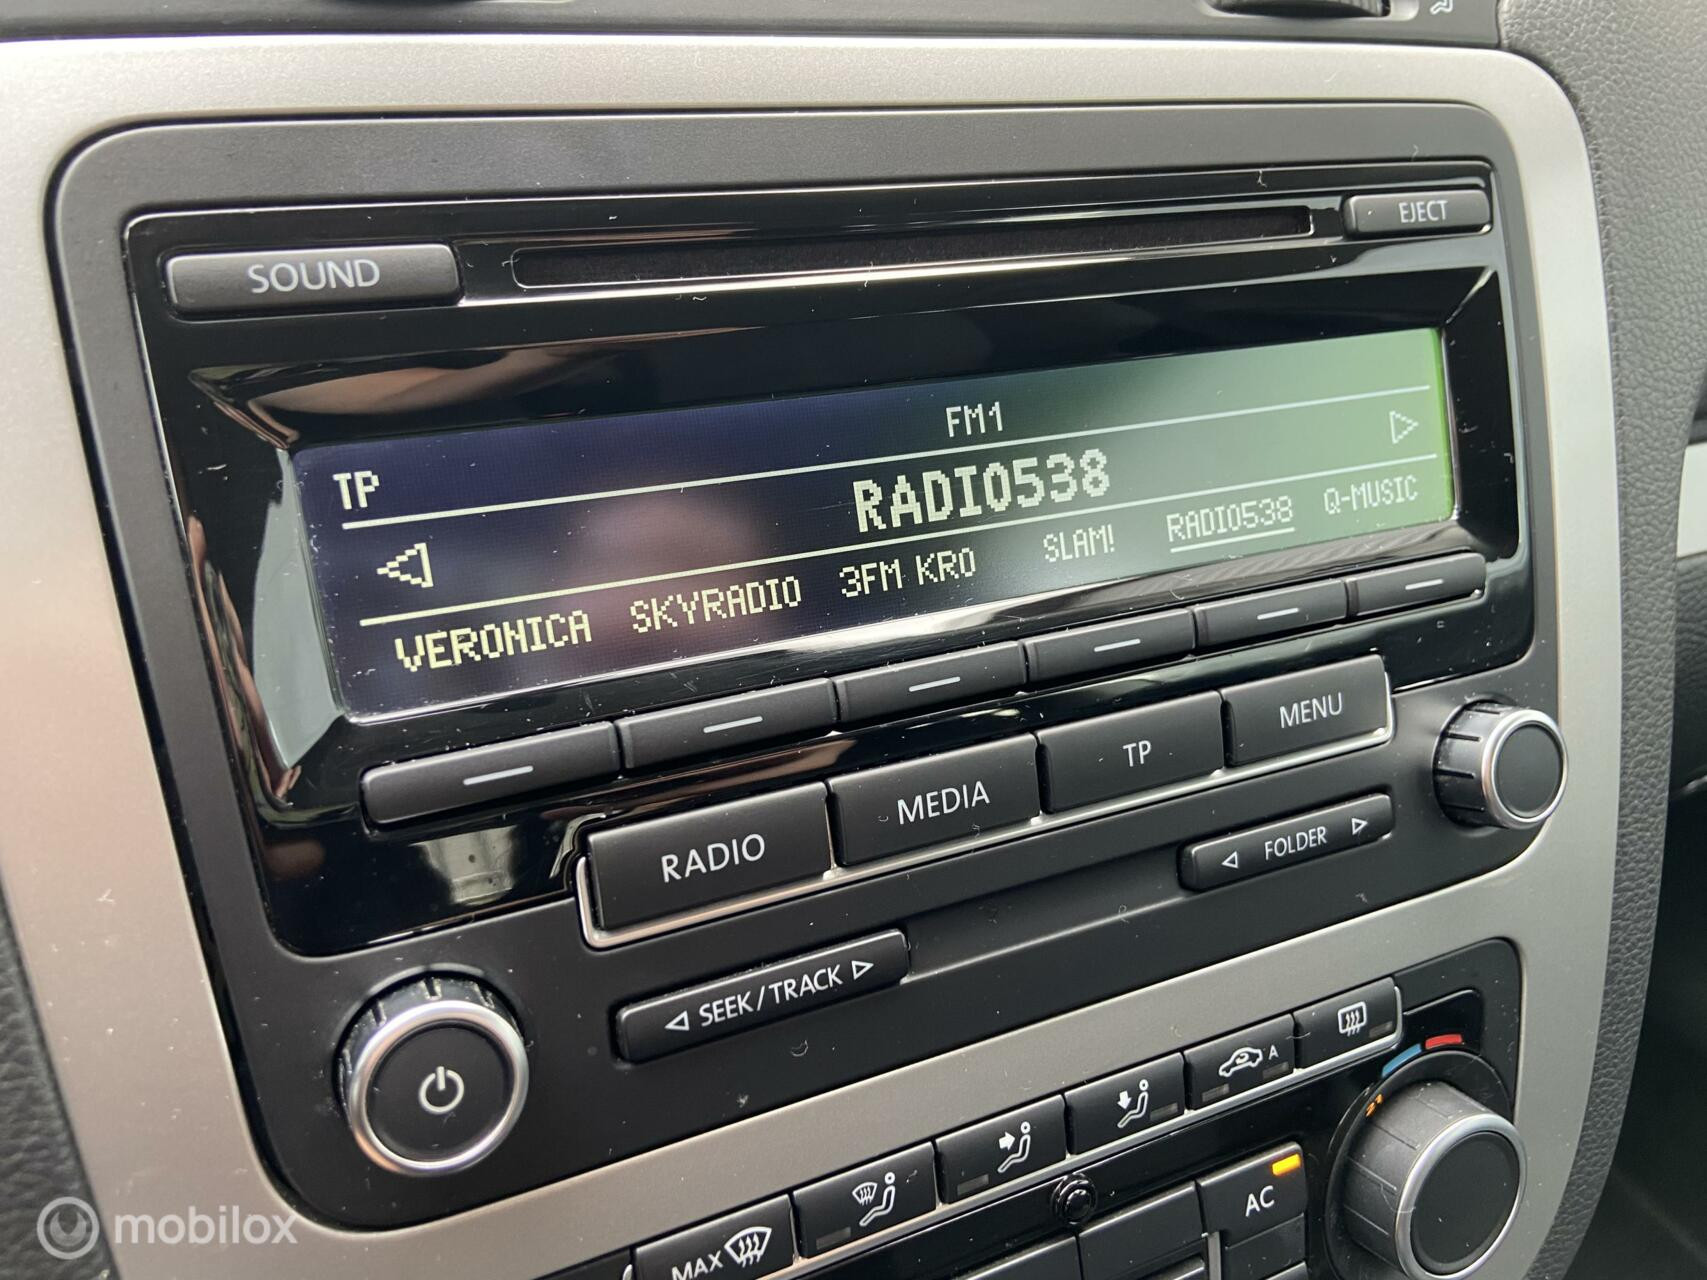 EJECT
SOUND
FM1
TP
RADIO538
VERONICA SKYRADIO 3FM KRO SLAM! RADIO538 Q-MUSIC
RADIO MEDIA TP MENU
FOLDER
SEEK/TRACK
A
21
AC
MAX
mobilox